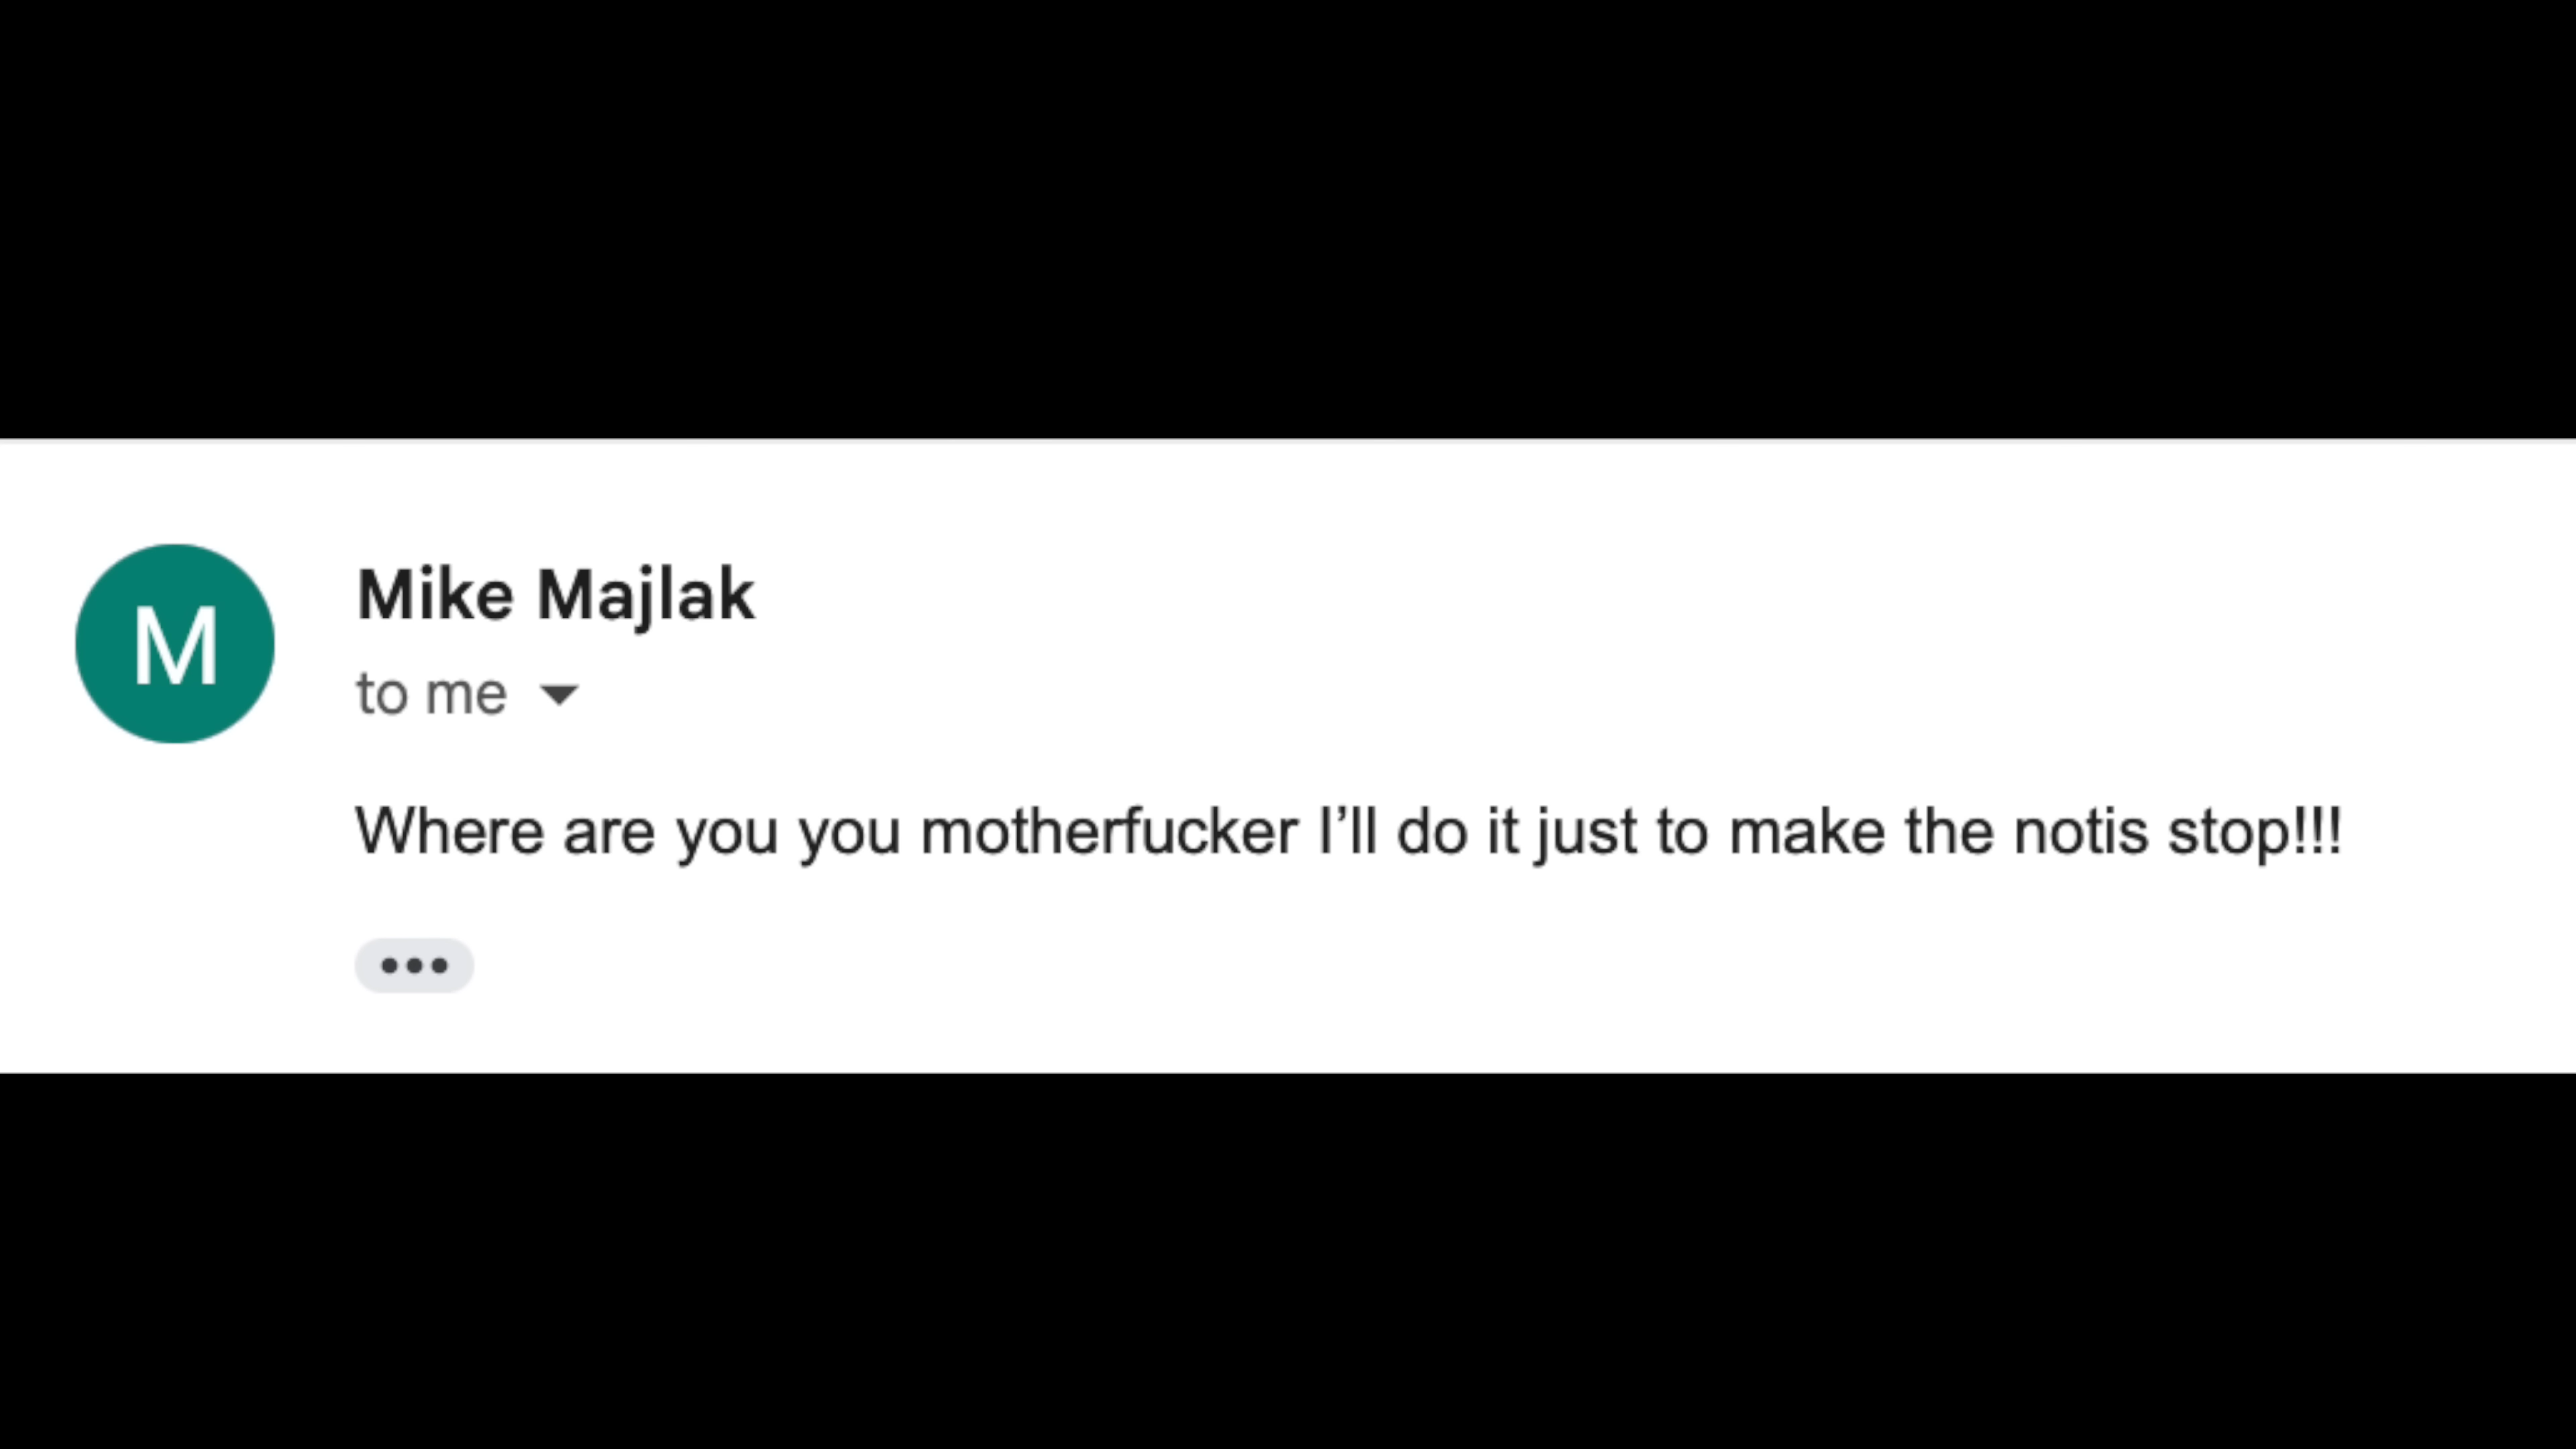 M
Mike Majlak
to me
Where are you you motherfucker I’ll do it just to make the notis stop!!!